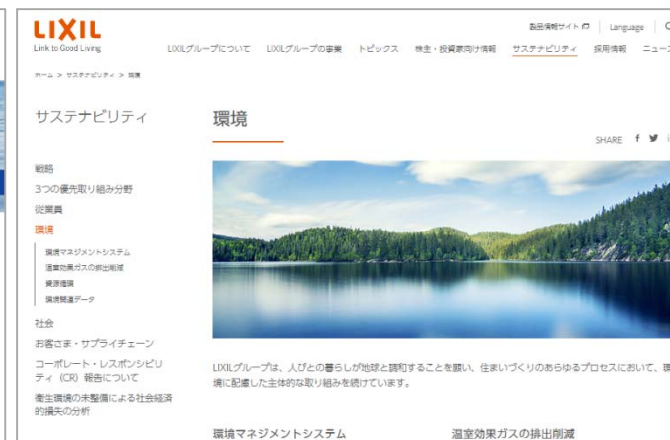 LIXIL
Link to Good Living
製品情報サイト
Language
LIXILグループについて
LIXILグループの事業
トピックス
株主・投資家向け情報
サステナビリティ
採用情報
ニュース
ホーム > サステナビリティ > 環境
サステナビリティ
環境
SHARE
戦略
3つの優先取り組み分野
従業員
環境
環境マネジメントシステム
温室効果ガスの排出削減
資源循環
環境関連データ
社会
お客さま・サプライチェーン
コーポレート・レスポンシビリ
ティ（CR）報告について
衛生環境の未整備による社会経済
的損失の分析
LIXILグループは、人びとの暮らしが地球と調和することを願い、住まいづくりのあらゆるプロセスにおいて、環
境に配慮した主体的な取り組みを続けています。
環境マネジメントシステム
温室効果ガスの排出削減